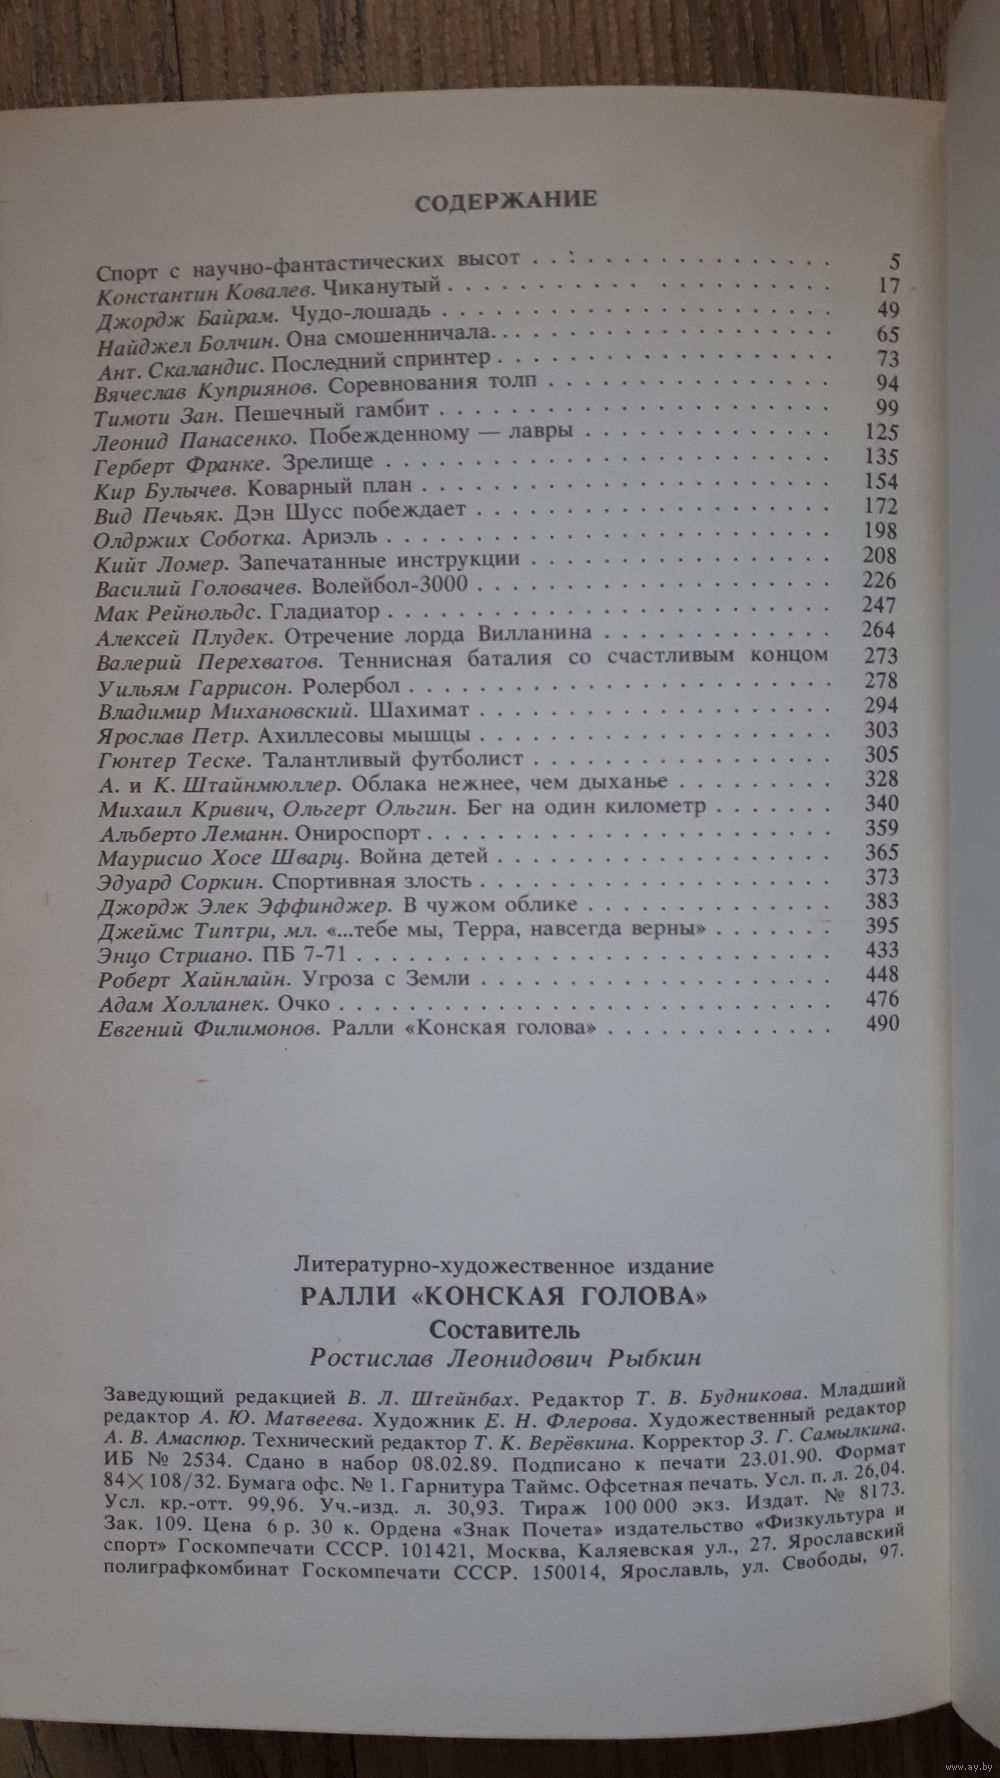 СОДЕРЖАНИЕ
Спорт с научно-фантастических высот . . . . . . . . . . . . . . . 5
Константин Ковалев. Чиканутый . . . . . . . . . . . . . . . . . 17
Джордж Байрам. Чудо-лошадь . . . . . . . . . . . . . . . . . . 49
Найджел Болчин. Она смошенничала. . . . . . . . . . . . . . . . 65
Ант. Скаландис. Последний спринтер . . . . . . . . . . . . . . . 73
Вячеслав Куприянов. Соревнования толп . . . . . . . . . . . . . 94
Тимоти Зан. Пешечный гамбит . . . . . . . . . . . . . . . . . . 99
Леонид Панасенко. Побежденному — лавры . . . . . . . . . . . . 125
Герберт Франке. Зрелище . . . . . . . . . . . . . . . . . . . . 135
Кир Булычев. Коварный план . . . . . . . . . . . . . . . . . . 154
Вид Печьяк. Дэн Шусс побеждает . . . . . . . . . . . . . . . . 172
Олдржих Соботка. Ариэль . . . . . . . . . . . . . . . . . . . . 198
Кийт Ломер. Запечатанные инструкции . . . . . . . . . . . . . . 208
Василий Головачев. Волейбол-3000 . . . . . . . . . . . . . . . . 226
Мак Рейнольдс. Гладиатор . . . . . . . . . . . . . . . . . . . . 247
Алексей Плудек. Отречение лорда Вилланина . . . . . . . . . . . 264
Валерий Перехватов. Теннисная баталия со счастливым концом 273
Уильям Гаррисон. Ролербол . . . . . . . . . . . . . . . . . . . 278
Владимир Михановский. Шахимат . . . . . . . . . . . . . . . . 294
Ярослав Петр. Ахиллесовы мышцы . . . . . . . . . . . . . . . . 303
Гюнтер Теске. Талантливый футболист . . . . . . . . . . . . . . 305
А. и К. Штайнмюллер. Облака нежнее, чем дыханье . . . . . . . . 328
Михаил Кривич, Ольгерт Ольгин. Бег на один километр . . . . . . 340
Альберто Леманн. Онироспорт . . . . . . . . . . . . . . . . . . 359
Маурисио Хосе Шварц. Война детей . . . . . . . . . . . . . . . 365
Эдуард Соркин. Спортивная злость . . . . . . . . . . . . . . . . 373
Джордж Элек Эффинджер. В чужом облике . . . . . . . . . . . . 383
Джеймс Типтри, мл. «...тебе мы, Терра, навсегда верны» . . . . . . 395
Энцо Стриано. ПБ 7-71 . . . . . . . . . . . . . . . . . . . . . 433
Роберт Хайнлайн. Угроза с Земли . . . . . . . . . . . . . . . . 448
Адам Холланек. Очко . . . . . . . . . . . . . . . . . . . . . . 476
Евгений Филимонов. Ралли «Конская голова» . . . . . . . . . . . 490
Литературно-художественное издание
РАЛЛИ «КОНСКАЯ ГОЛОВА»
Составитель
Ростислав Леонидович Рыбкин
Заведующий редакцией В. Л. Штейнбах. Редактор Т. В. Будникова. Младший
редактор А. Ю. Матвеева. Художник Е. Н. Флерова. Художественный редактор
А. В. Амаспюр. Технический редактор Т. К. Верёвкина. Корректор З. Г. Самылкина.
ИБ № 2534. Сдано в набор 08.02.89. Подписано к печати 23.01.90. Формат
84×108/32. Бумага офс. № 1. Гарнитура Таймс. Офсетная печать. Усл. п. л. 26,04.
Усл. кр.-отт. 99,96. Уч.-изд. л. 30,93. Тираж 100 000 экз. Издат. № 8173.
Зак. 109. Цена 6 р. 30 к. Ордена «Знак Почета» издательство «Физкультура и
спорт» Госкомпечати СССР. 101421, Москва, Каляевская ул., 27. Ярославский
полиграфкомбинат Госкомпечати СССР. 150014, Ярославль, ул. Свободы, 97.
www.ay.by